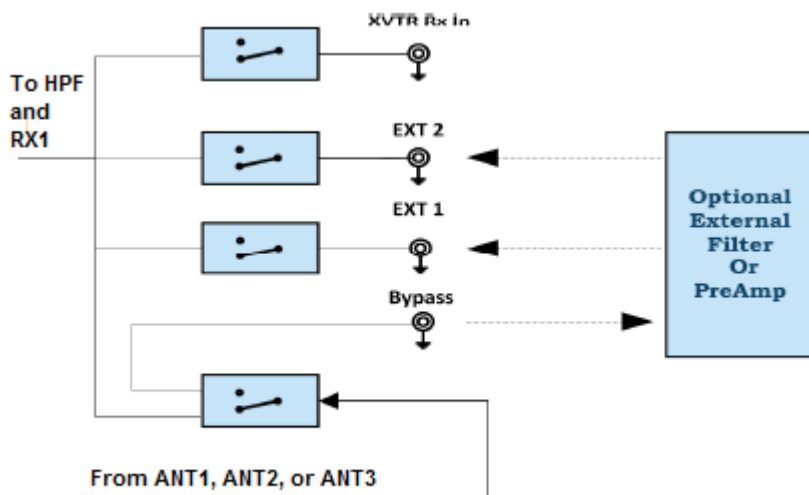 XVTR Rx In
To HPF
and
RX1
EXT 2
EXT 1
Bypass
Optional
External
Filter
Or
PreAmp
From ANT1, ANT2, or ANT3